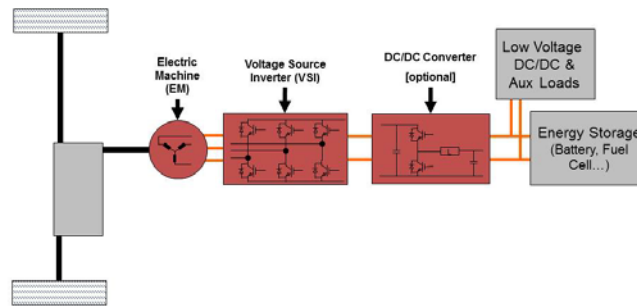 Electric
Machine
(EM)
Voltage Source
Inverter (VSI)
DC/DC Converter
[optional]
Low Voltage
DC/DC &
Aux Loads
Energy Storage
(Battery, Fuel
Cell...)
L